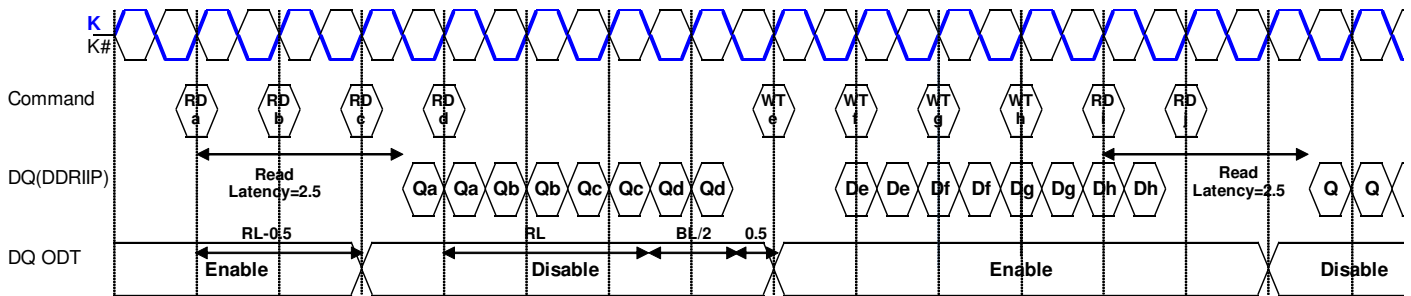 K
K#
Command
RD a
RD b
RD c
RD d
WT e
WT f
WT g
WT h
RD i
RD j
DQ(DDRIIP)
Read
Latency=2.5
Qa Qa Qb Qb Qc Qc Qd Qd
De De Df Df Dg Dg Dh Dh
Read
Latency=2.5
Q Q
DQ ODT
RL-0.5
RL
BL/2
0.5
Enable
Disable
Enable
Disable